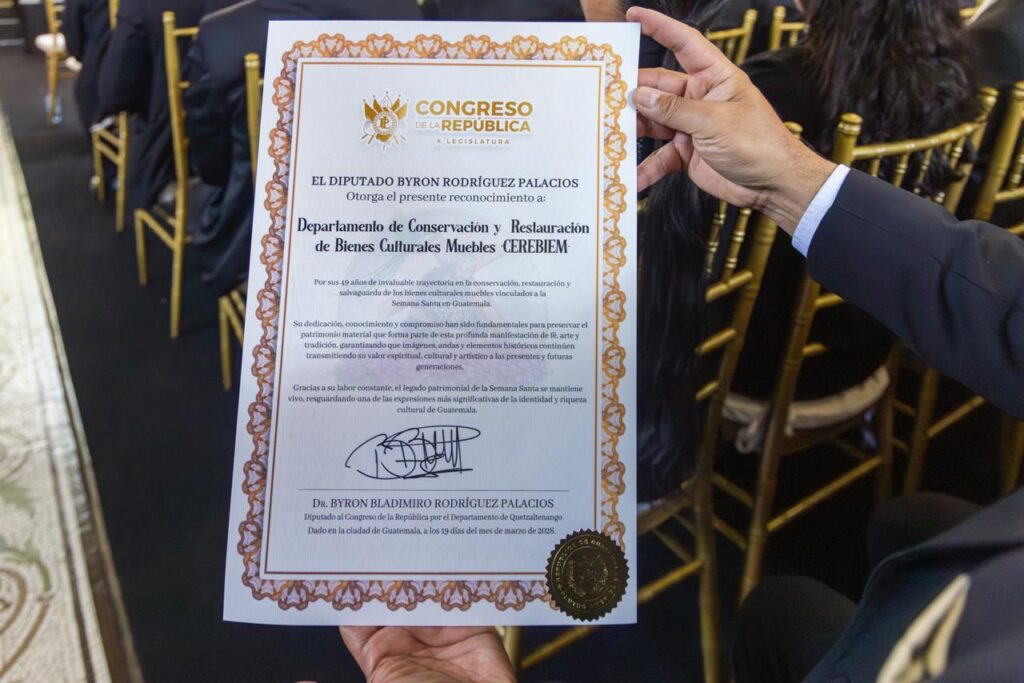 CONGRESO
DE LA REPÚBLICA
X LEGISLATURA
EL DIPUTADO BYRON RODRÍGUEZ PALACIOS
Otorga el presente reconocimiento a:
Departamento de Conservación y Restauración
de Bienes Culturales Muebles "CEREBIEM"
Por sus 49 años de invaluable trayectoria en la conservación, restauración y
salvaguarda de los bienes culturales muebles vinculados a la
Semana Santa en Guatemala.
Su dedicación, conocimiento y compromiso han sido fundamentales para preservar el
patrimonio material que forma parte de esta profunda manifestación de fé, arte y
tradición, garantizando que imágenes, andas y elementos históricos continúen
transmitiendo su valor espiritual, cultural y artístico a las presentes y futuras
generaciones.
Gracias a su labor constante, el legado patrimonial de la Semana Santa se mantiene
vivo, resguardando una de las expresiones más significativas de la identidad y riqueza
cultural de Guatemala.
DR. BYRON BLADIMIRO RODRÍGUEZ PALACIOS
Diputado al Congreso de la República por el Departamento de Quetzaltenango
Dado en la ciudad de Guatemala, a los 19 días del mes de marzo de 2026.